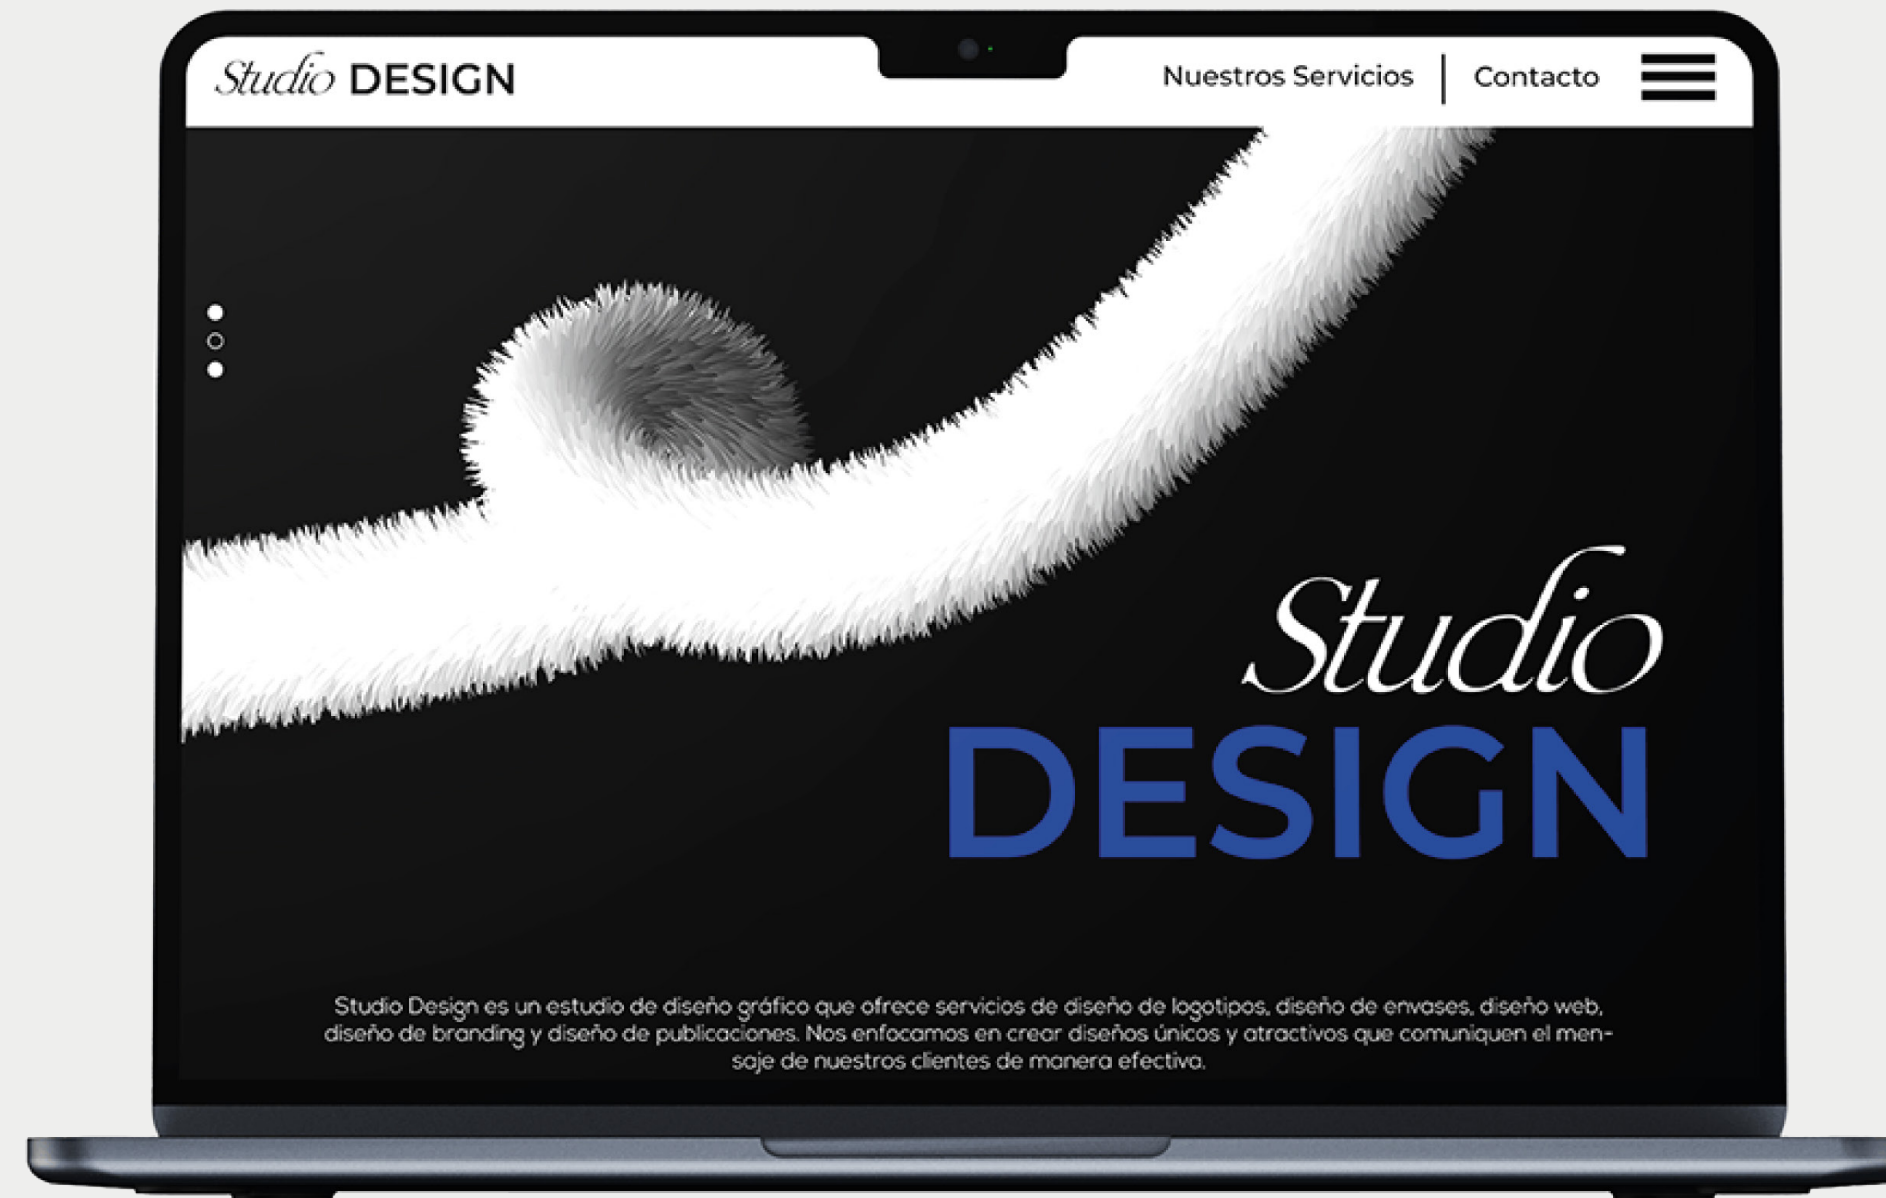 Studio DESIGN
Nuestros Servicios | Contacto
Studio
DESIGN
Studio Design es un estudio de diseño gráfico que ofrece servicios de diseño de logotipos, diseño de envases, diseño web,
diseño de branding y diseño de publicaciones. Nos enfocamos en crear diseños únicos y atractivos que comuniquen el men-
saje de nuestros clientes de manera efectiva.